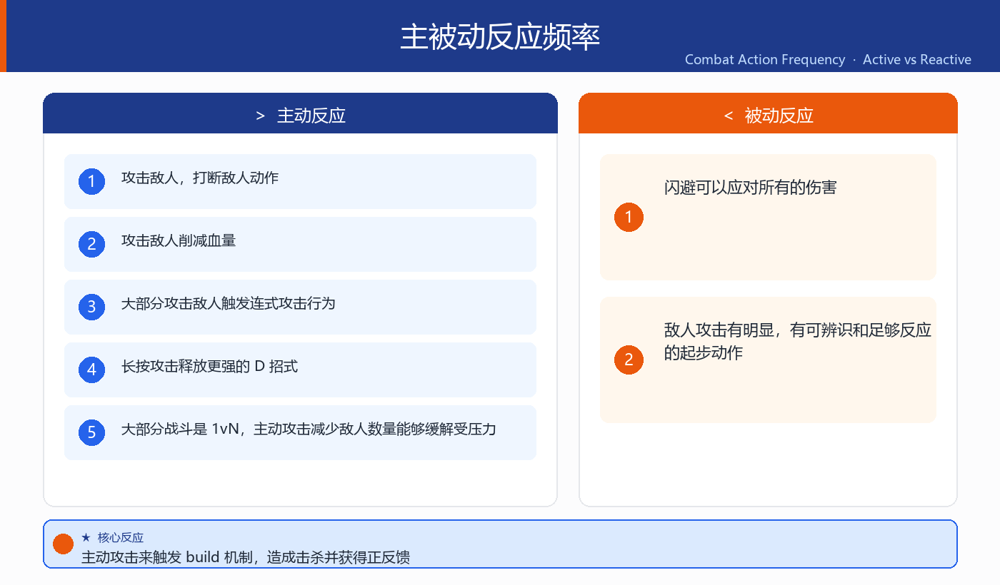 主被动反应频率
Combat Action Frequency · Active vs Reactive
> 主动反应
1 攻击敌人，打断敌人动作
2 攻击敌人削减血量
3 大部分攻击敌人触发连式攻击行为
4 长按攻击释放更强的 D 招式
5 大部分战斗是 1vN，主动攻击减少敌人数量能够缓解受压力
< 被动反应
1 闪避可以应对所有的伤害
2 敌人攻击有明显，有可辨识和足够反应
的起步动作
★ 核心反应
主动攻击来触发 build 机制，造成击杀并获得正反馈